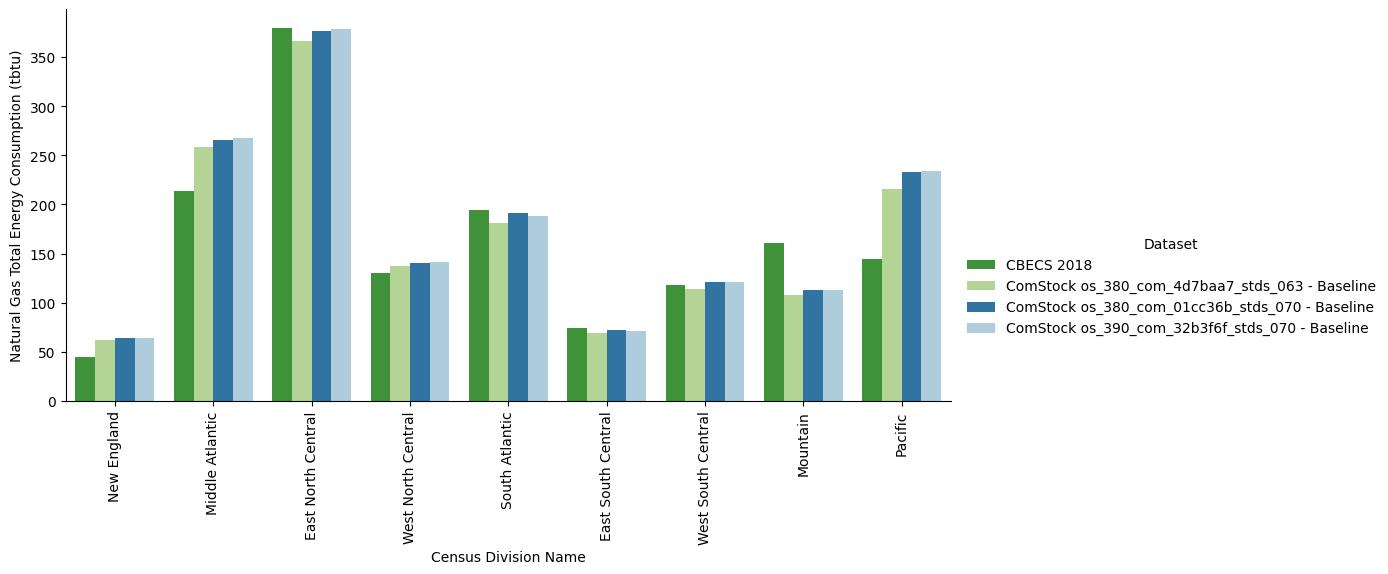 Natural Gas Total Energy Consumption (tbtu)
350
300
250
200
150
100
50
0
New England
Middle Atlantic
East North Central
West North Central
South Atlantic
East South Central
West South Central
Mountain
Pacific
Census Division Name
Dataset
CBECS 2018
ComStock os_380_com_4d7baa7_stds_063 - Baseline
ComStock os_380_com_01cc36b_stds_070 - Baseline
ComStock os_390_com_32b3f6f_stds_070 - Baseline